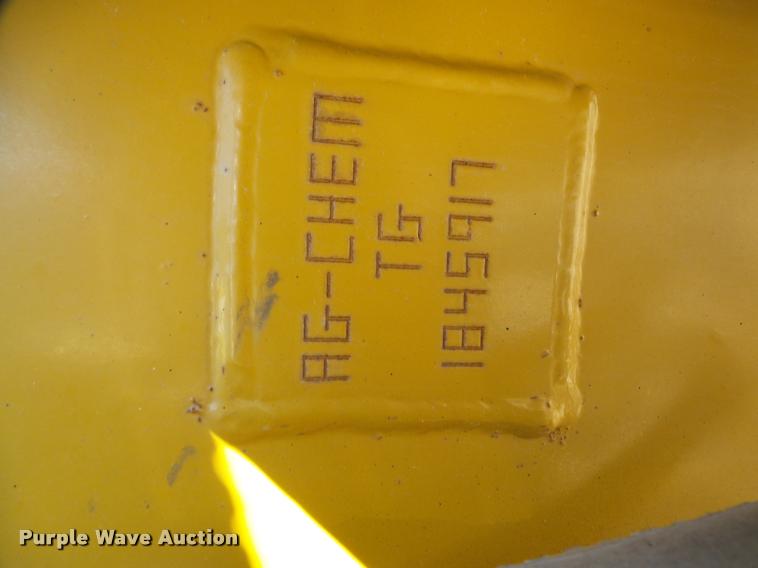 AG-CHEM
TG
1845917
Purple Wave Auction